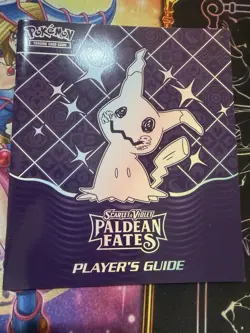 POKÉMON
TRADING CARD GAME
SCARLET & VIOLET
PALDEAN
FATES
PLAYER'S GUIDE